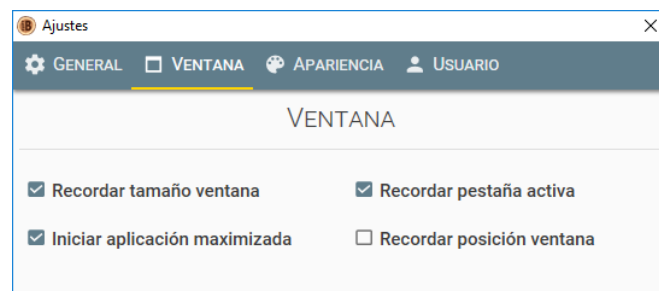 Ajustes
GENERAL VENTANA APARIENCIA USUARIO
VENTANA
Recordar tamaño ventana Recordar pestaña activa
Iniciar aplicación maximizada Recordar posición ventana